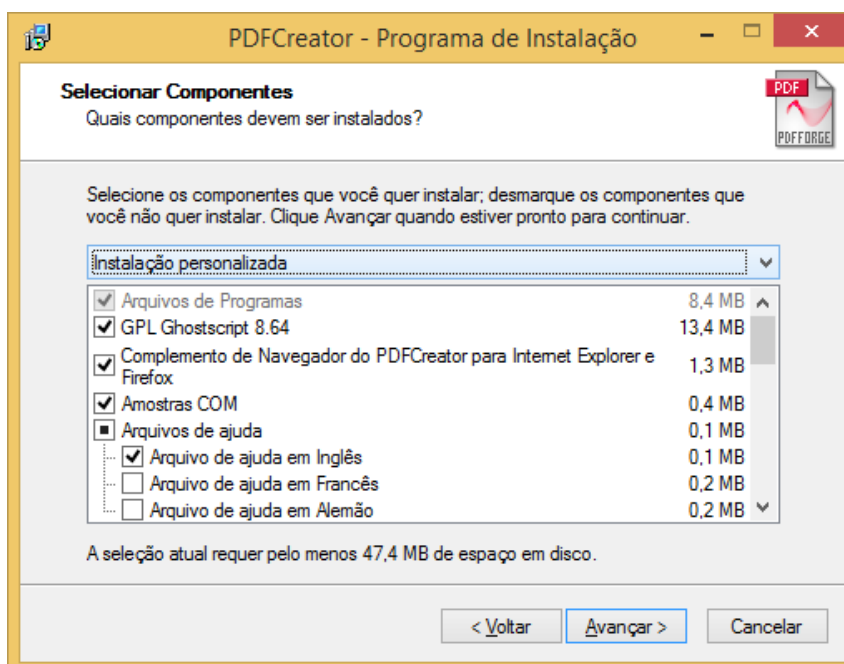 PDFCreator - Programa de Instalação
Selecionar Componentes
Quais componentes devem ser instalados?
PDF
PDFFORGE
Selecione os componentes que você quer instalar; desmarque os componentes que
você não quer instalar. Clique Avançar quando estiver pronto para continuar.
Instalação personalizada
Arquivos de Programas 8,4 MB
GPL Ghostscript 8.64 13,4 MB
Complemento de Navegador do PDFCreator para Internet Explorer e
Firefox 1,3 MB
Amostras COM 0,4 MB
Arquivos de ajuda 0,1 MB
Arquivo de ajuda em Inglês 0,1 MB
Arquivo de ajuda em Francês 0,2 MB
Arquivo de ajuda em Alemão 0,2 MB
A seleção atual requer pelo menos 47,4 MB de espaço em disco.
< Voltar Avançar > Cancelar